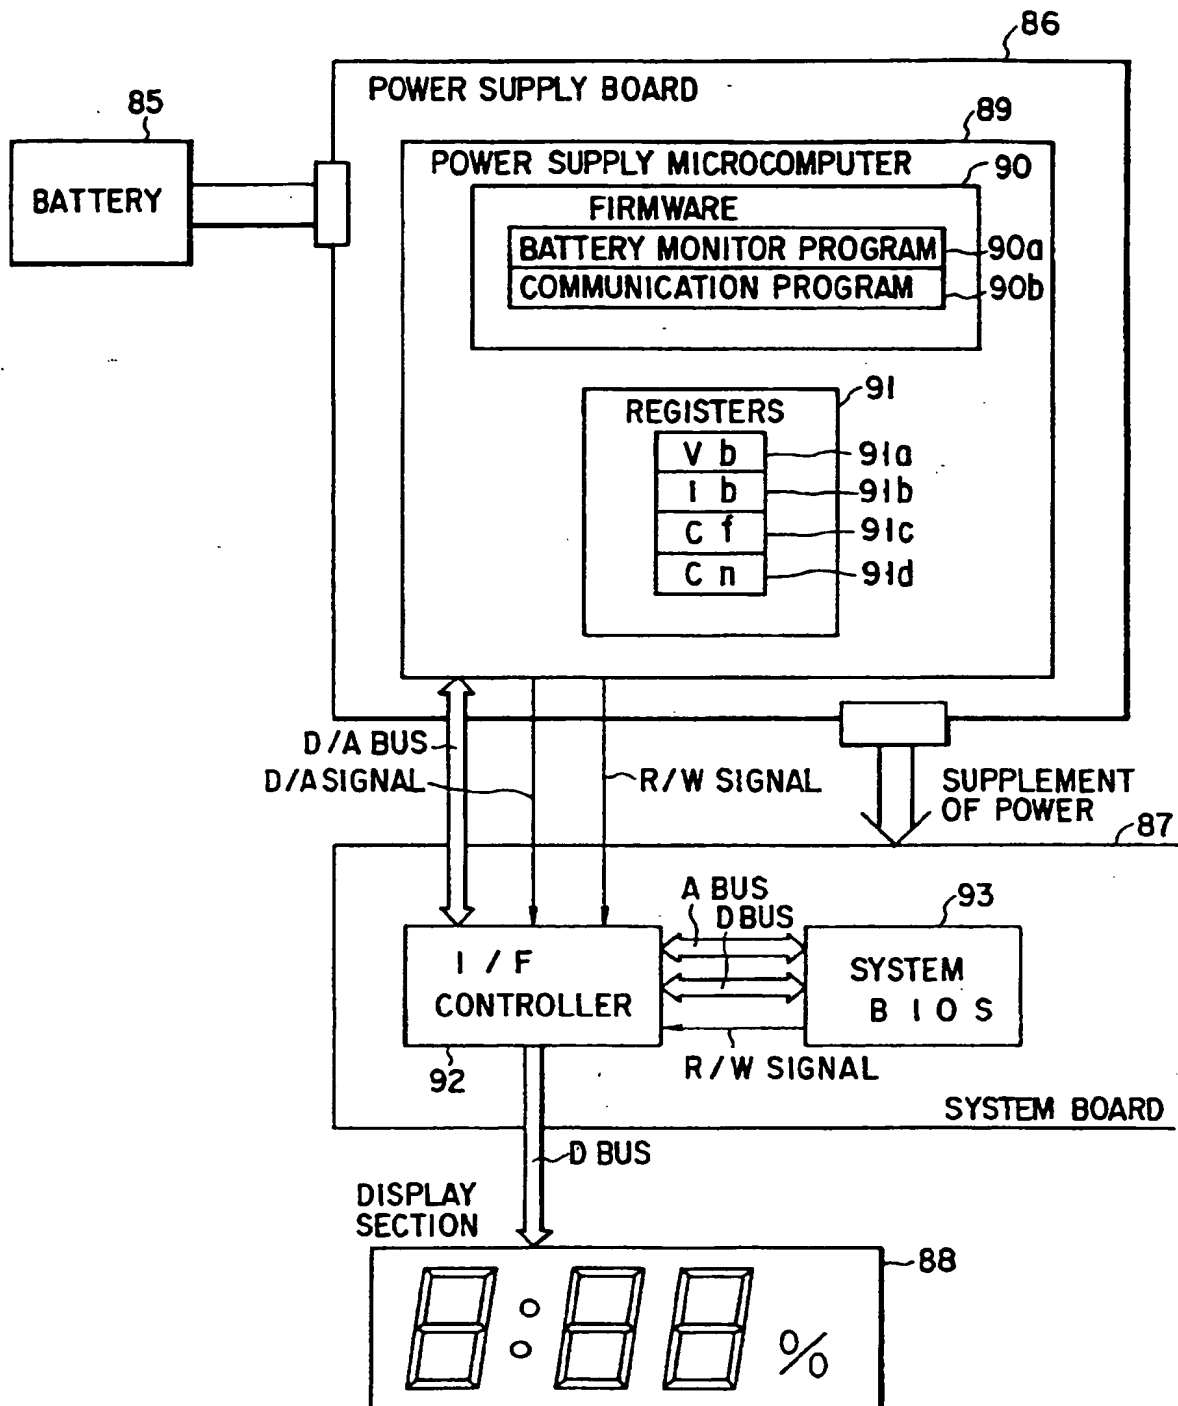 86
POWER SUPPLY BOARD
85
BATTERY
89
POWER SUPPLY MICROCOMPUTER
90
FIRMWARE
BATTERY MONITOR PROGRAM
90a
COMMUNICATION PROGRAM
90b
91
REGISTERS
V b
91a
I b
91b
C f
91c
C n
91d
D/A BUS
D/A SIGNAL
R/W SIGNAL
SUPPLEMENT
OF POWER
87
A BUS
D BUS
93
I / F
CONTROLLER
SYSTEM
B I O S
92
R/W SIGNAL
SYSTEM BOARD
D BUS
DISPLAY
SECTION
88
8:88 %